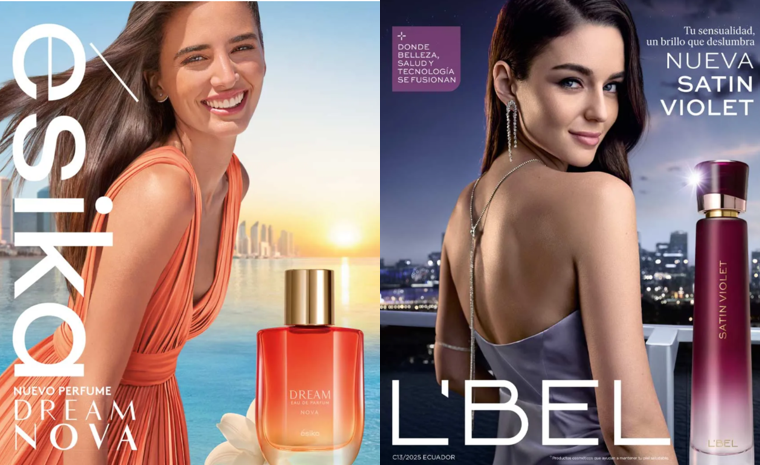 ésika
NUEVO PERFUME
DREAM
NOVA
DREAM
EAU DE PARFUM
NOVA
ésika
DONDE
BELLEZA,
SALUD Y
TECNOLOGÍA
SE FUSIONAN
Tu sensualidad,
un brillo que deslumbra
NUEVA
SATIN
VIOLET
SATIN VIOLET
L'BEL
L'BEL
C13/2025 ECUADOR